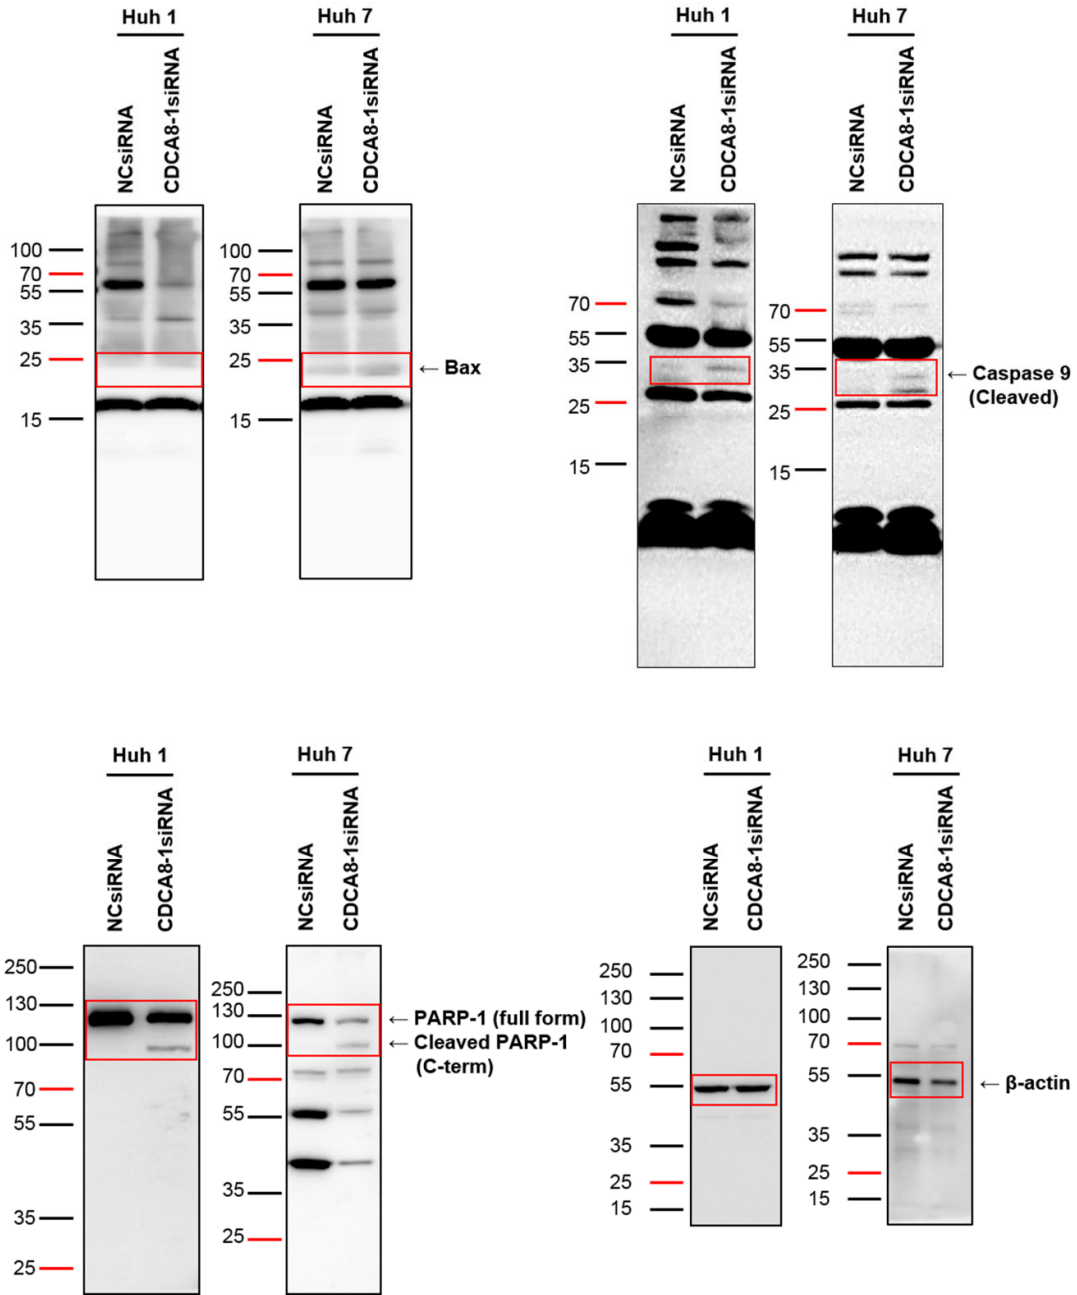 Huh 1
Huh 7
NCsiRNA
CDCA8-1siRNA
NCsiRNA
CDCA8-1siRNA
100
70
55
35
25
15
100
70
55
35
25
15
← Bax
Huh 1
Huh 7
NCsiRNA
CDCA8-1siRNA
NCsiRNA
CDCA8-1siRNA
70
55
35
25
15
70
55
35
25
15
← Caspase 9
(Cleaved)
Huh 1
Huh 7
NCsiRNA
CDCA8-1siRNA
NCsiRNA
CDCA8-1siRNA
250
130
100
70
55
35
25
250
130
100
70
55
35
25
← PARP-1 (full form)
← Cleaved PARP-1
(C-term)
Huh 1
Huh 7
NCsiRNA
CDCA8-1siRNA
NCsiRNA
CDCA8-1siRNA
250
130
100
70
55
35
25
15
250
130
100
70
55
35
25
15
← β-actin